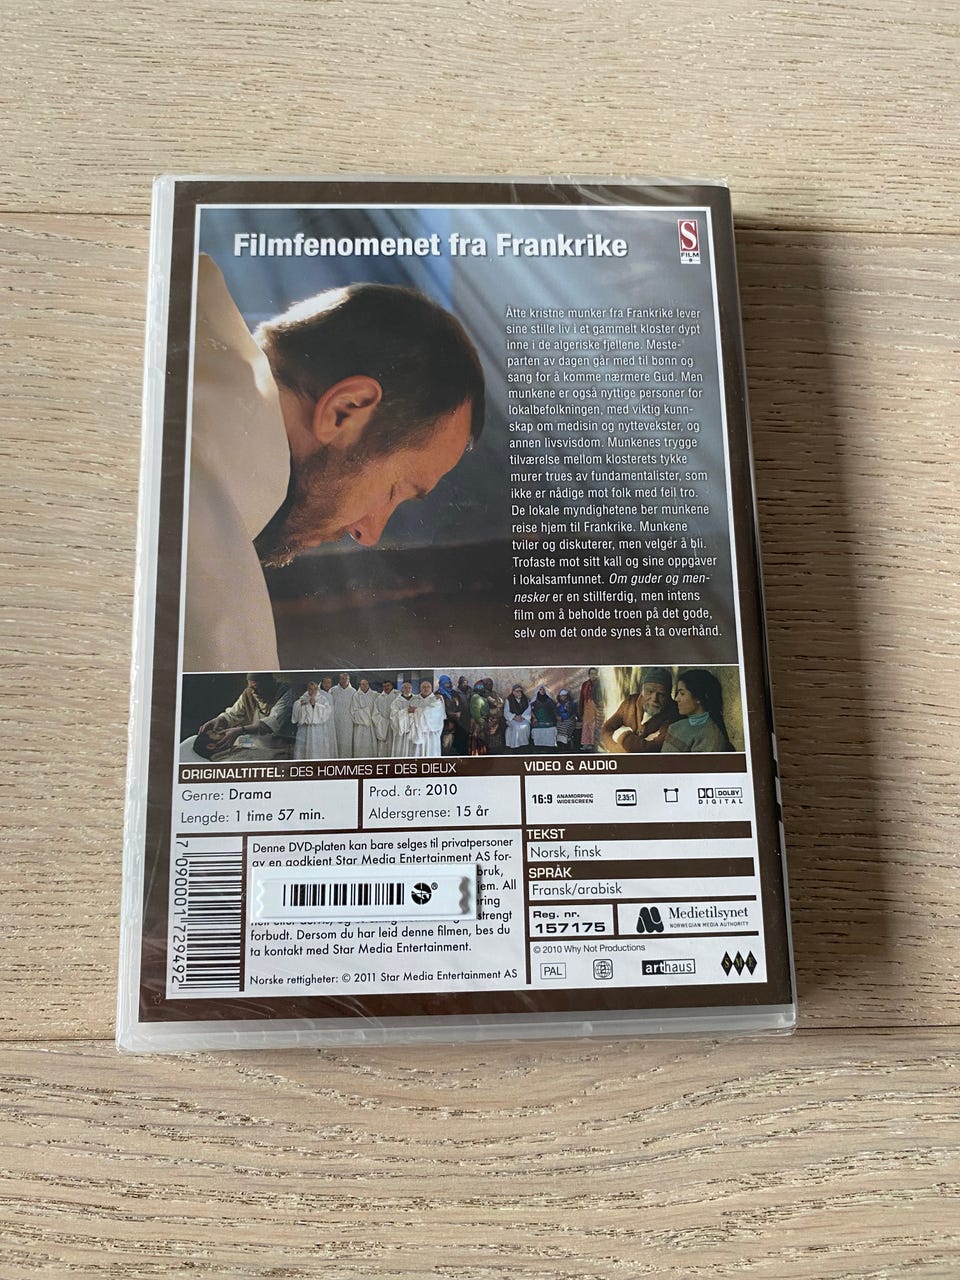 Filmfenomenet fra Frankrike
S
FILM
Åtte kristne munker fra Frankrike lever
sine stille liv i et gammelt kloster dypt
inne i de algeriske fjellene. Meste-
parten av dagen går med til bønn og
sang for å komme nærmere Gud. Men
munkene er også nyttige personer for
lokalbefolkningen, med viktig kunn-
skap om medisin og nyttevekster, og
annen livsvisdom. Munkenes trygge
tilværelse mellom klosterets tykke
murer trues av fundamentalister, som
ikke er nådige mot folk med feil tro.
De lokale myndighetene ber munkene
reise hjem til Frankrike. Munkene
tviler og diskuterer, men velger å bli.
Trofaste mot sitt kall og sine oppgaver
i lokalsamfunnet. Om guder og men-
nesker er en stillferdig, men intens
film om å beholde troen på det gode,
selv om det onde synes å ta overhånd.
ORIGINALTITTEL: DES HOMMES ET DES DIEUX
Genre: Drama
Lengde: 1 time 57 min.
Prod. år: 2010
Aldersgrense: 15 år
VIDEO & AUDIO
16:9 ANAMORPHIC
WIDESCREEN
2.35:1
DOLBY
DIGITAL
TEKST
Norsk, finsk
SPRÅK
Fransk/arabisk
Reg. nr.
157175
Medietilsynet
NORWEGIAN MEDIA AUTHORITY
© 2010 Why Not Productions
PAL
arthaus
SME
7 090001 729492
Denne DVD-platen kan bare selges til privatpersoner
av en godkjent Star Media Entertainment AS for-
bruk,
jem. All
ering
strengt
forbudt. Dersom du har leid denne filmen, bes du
ta kontakt med Star Media Entertainment.
Norske rettigheter: © 2011 Star Media Entertainment AS